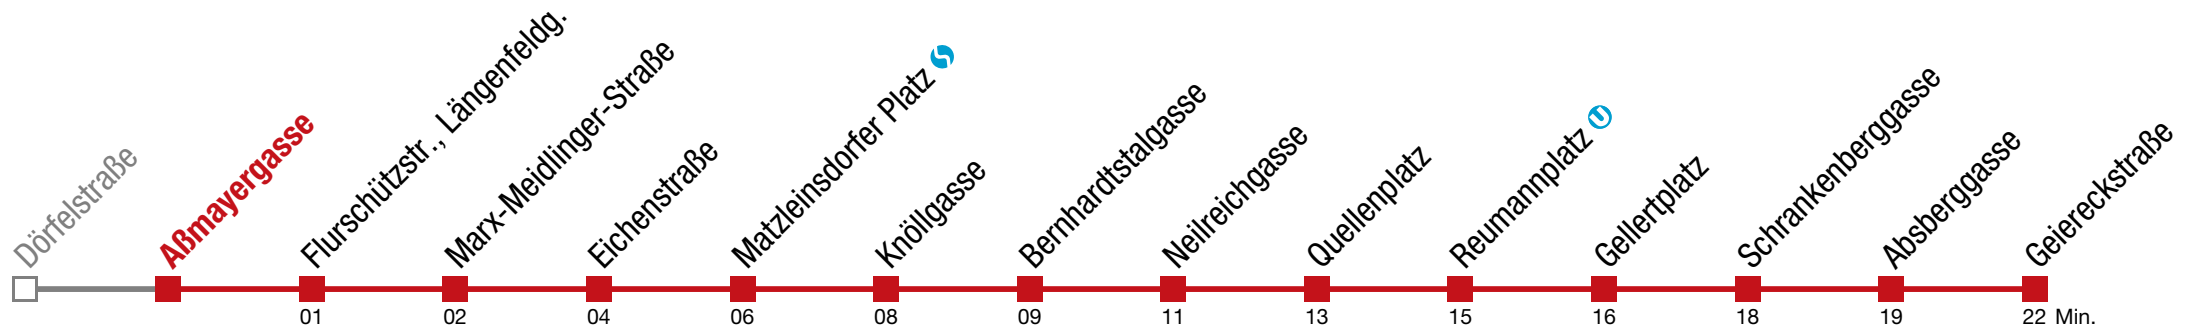 Dörfelstraße
Aßmayergasse
Flurschützstr., Längenfeldg.
Marx-Meidlinger-Straße
Eichenstraße
Matzleinsdorfer Platz
Knöllgasse
Bernhardtstalgasse
Neilreichgasse
Quellenplatz
Reumannplatz
Gellertplatz
Schrankenberggasse
Absberggasse
Geiereckstraße
01 02 04 06 08 09 11 13 15 16 18 19 22 Min.